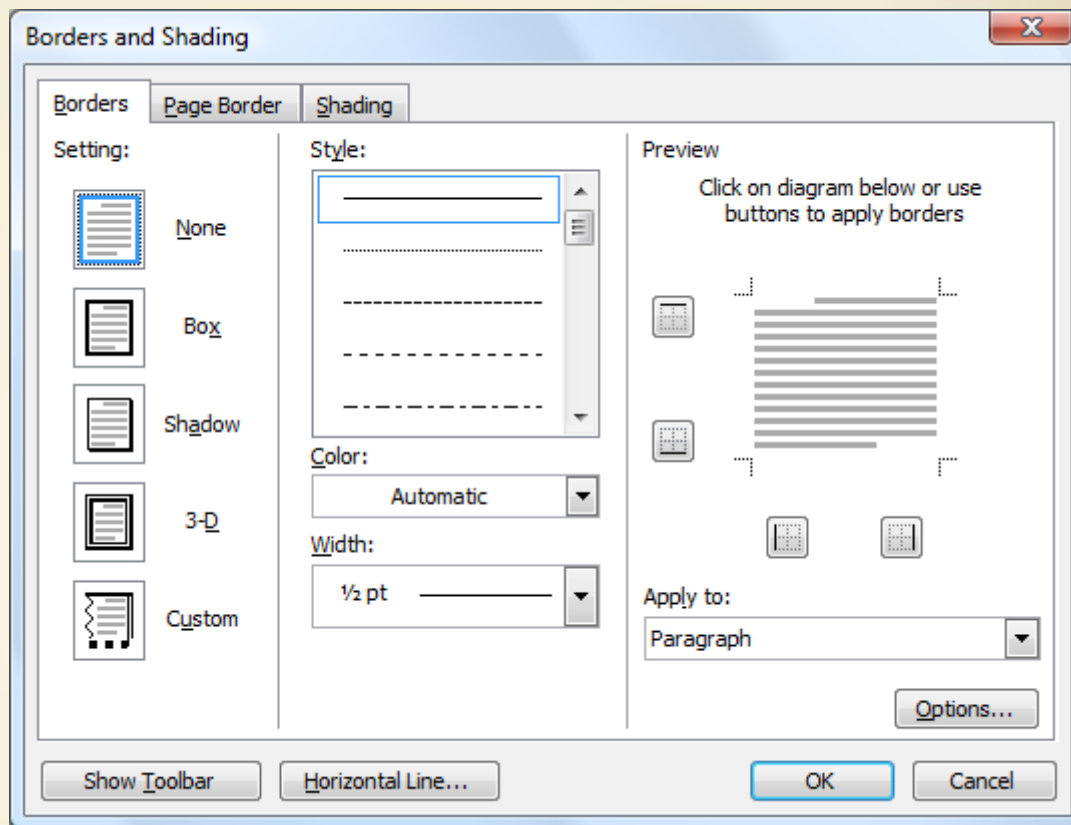 Borders and Shading
Borders
Page Border
Shading
Setting:
None
Box
Shadow
3-D
Custom
Style:
Color:
Automatic
Width:
½ pt
Preview
Click on diagram below or use
buttons to apply borders
Apply to:
Paragraph
Options...
Show Toolbar
Horizontal Line...
OK
Cancel